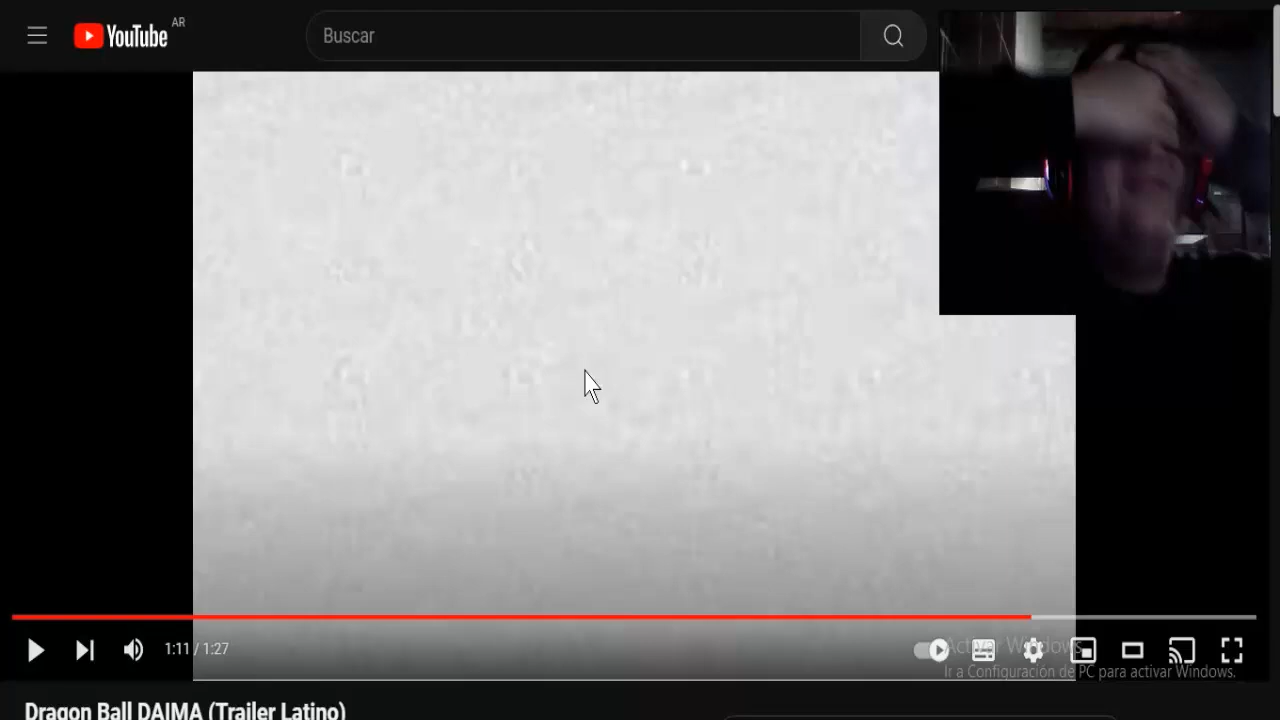 YouTube AR
Buscar
1:11 / 1:27
Activar Windows
Ir a Configuración de PC para activar Windows.
Dragon Ball DAIMA (Trailer Latino)